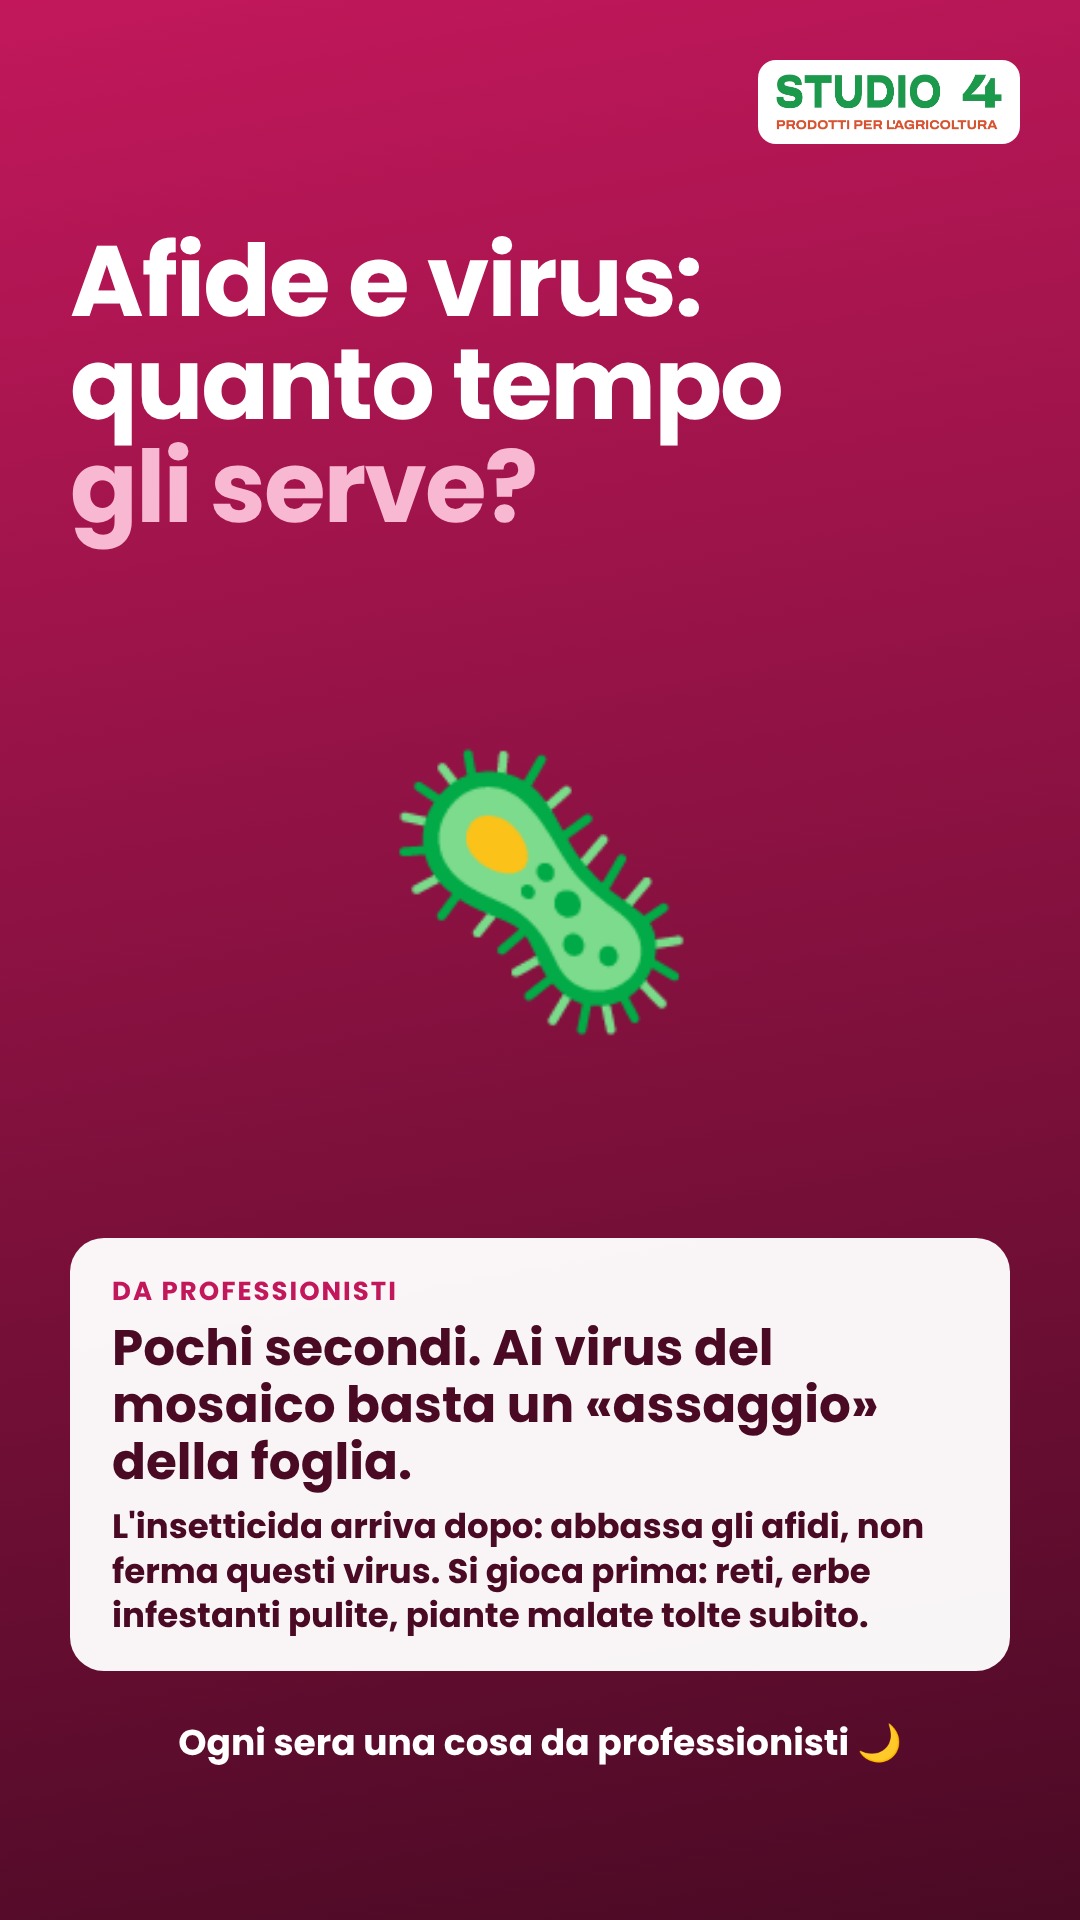 STUDIO 4
PRODOTTI PER L'AGRICOLTURA
Afide e virus:
quanto tempo
gli serve?
DA PROFESSIONISTI
Pochi secondi. Ai virus del
mosaico basta un «assaggio»
della foglia.
L'insetticida arriva dopo: abbassa gli afidi, non
ferma questi virus. Si gioca prima: reti, erbe
infestanti pulite, piante malate tolte subito.
Ogni sera una cosa da professionisti 🌙